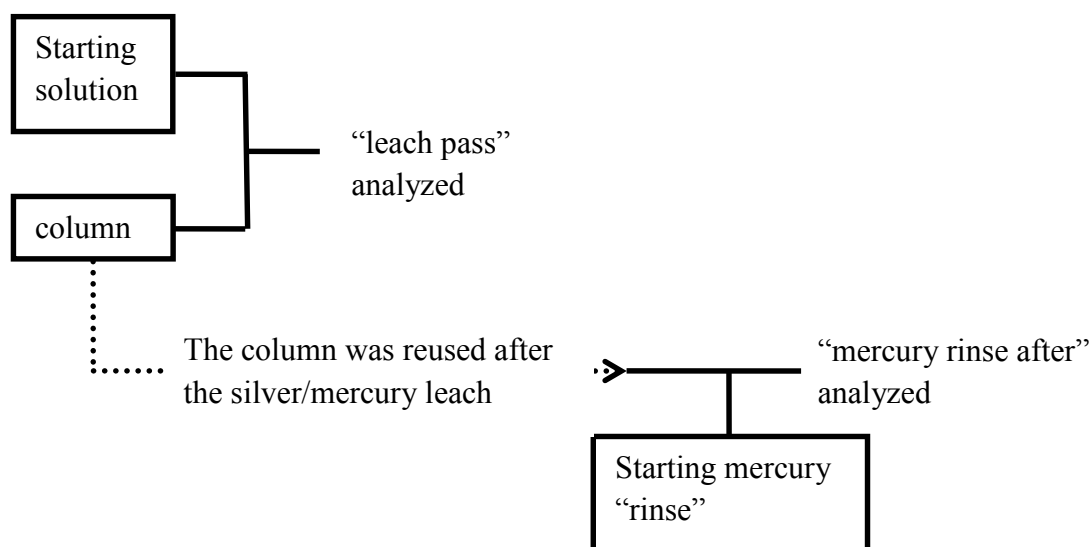 Starting
solution
“leach pass”
analyzed
column
The column was reused after
the silver/mercury leach
“mercury rinse after”
analyzed
Starting mercury
“rinse”